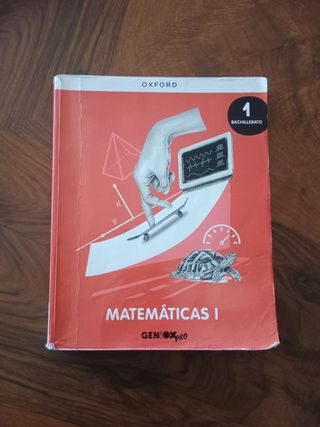 OXFORD
1
BACHILLERATO
MATEMÁTICAS I
GENiOX PRO